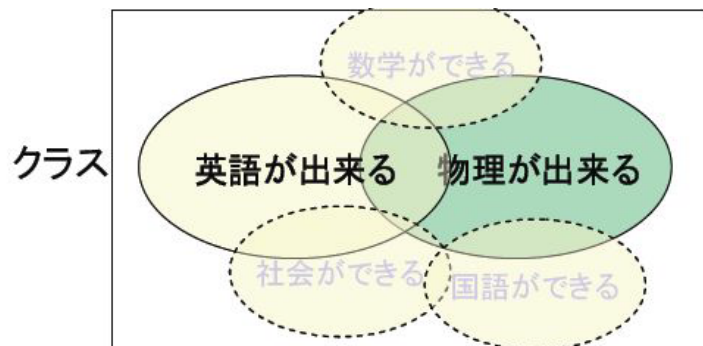 数学ができる
クラス
英語が出来る
物理が出来る
社会ができる
国語ができる